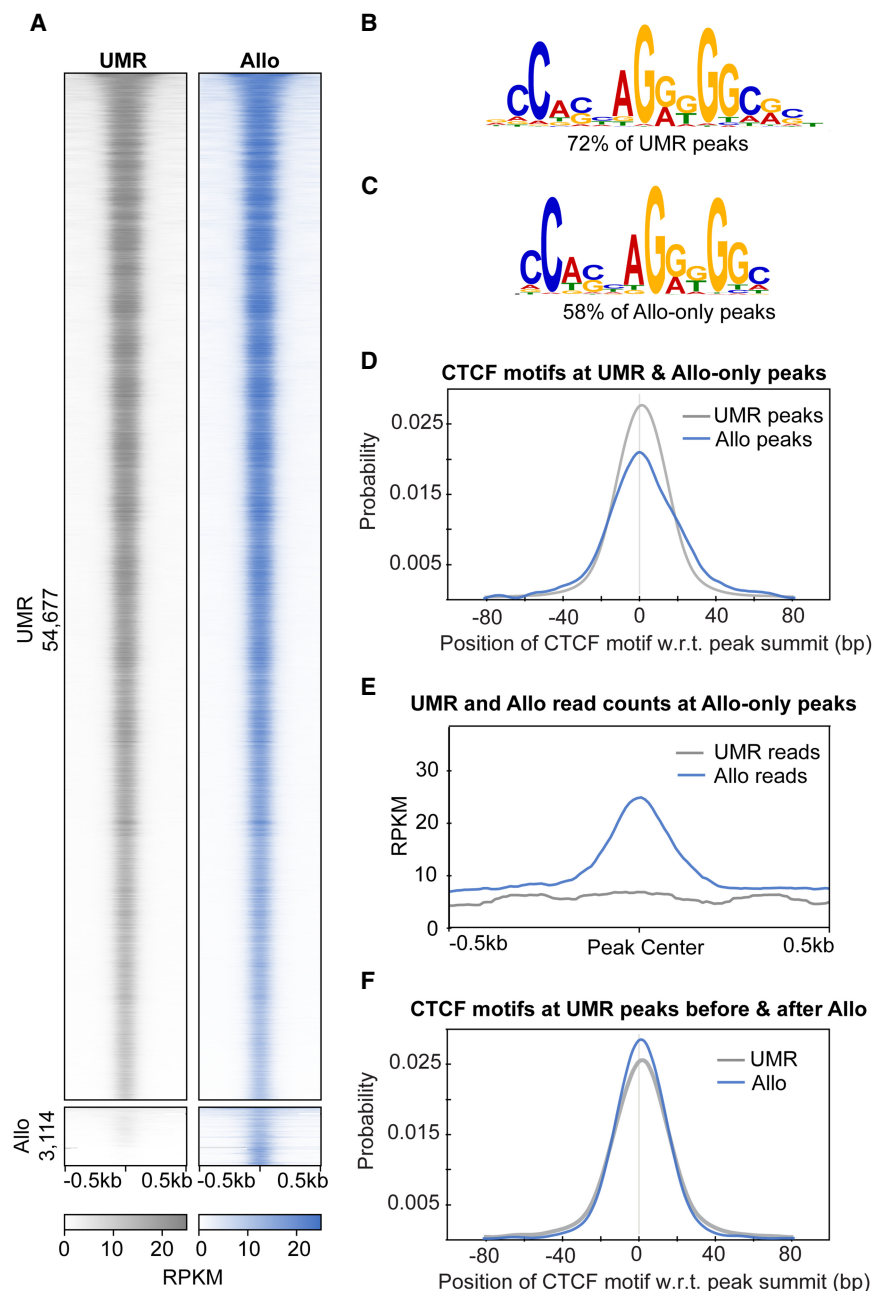 A
UMR
Allo
UMR
54,677
Allo
3,114
-0.5kb
0.5kb
-0.5kb
0.5kb
0
10
20
0
10
20
RPKM
B
72% of UMR peaks
C
58% of Allo-only peaks
D
CTCF motifs at UMR & Allo-only peaks
UMR peaks
Allo peaks
Probability
0.025
0.015
0.005
-80
-40
0
40
80
Position of CTCF motif w.r.t. peak summit (bp)
E
UMR and Allo read counts at Allo-only peaks
UMR reads
Allo reads
RPKM
30
20
10
0
-0.5kb
Peak Center
0.5kb
F
CTCF motifs at UMR peaks before & after Allo
UMR
Allo
Probability
0.025
0.015
0.005
-80
-40
0
40
80
Position of CTCF motif w.r.t. peak summit (bp)